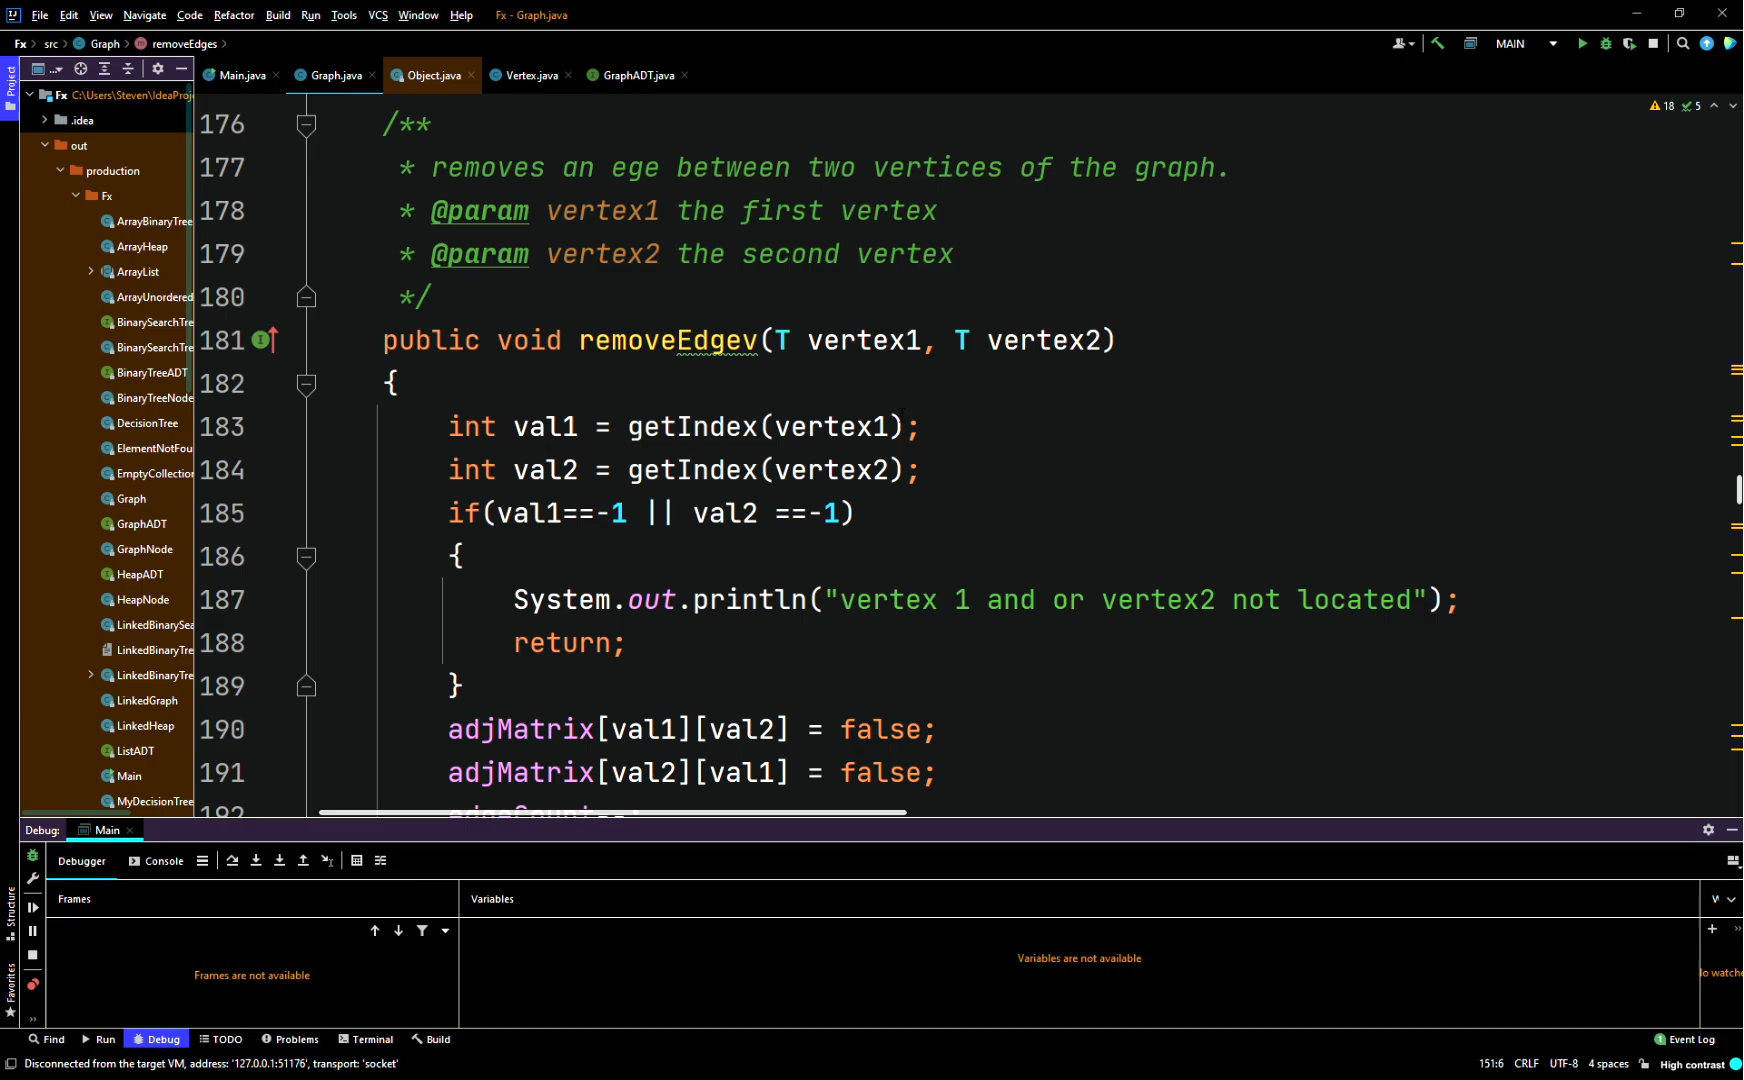 File Edit View Navigate Code Refactor Build Run Tools VCS Window Help Fx - Graph.java
Fx src Graph removeEdges MAIN
Project ... Main.java Graph.java Object.java Vertex.java GraphADT.java
Fx C:\Users\Steven\IdeaProj
.idea
out
production
Fx
ArrayBinaryTree
ArrayHeap
ArrayList
ArrayUnordered
BinarySearchTre
BinarySearchTre
BinaryTreeADT
BinaryTreeNode
DecisionTree
ElementNotFou
EmptyCollection
Graph
GraphADT
GraphNode
HeapADT
HeapNode
LinkedBinarySea
LinkedBinaryTre
LinkedBinaryTre
LinkedGraph
LinkedHeap
ListADT
Main
MyDecisionTree
18 5
176 /**
177 * removes an ege between two vertices of the graph.
178 * @param vertex1 the first vertex
179 * @param vertex2 the second vertex
180 */
181 public void removeEdgev(T vertex1, T vertex2)
182 {
183 int val1 = getIndex(vertex1);
184 int val2 = getIndex(vertex2);
185 if(val1==-1 || val2 ==-1)
186 {
187 System.out.println("vertex 1 and or vertex2 not located");
188 return;
189 }
190 adjMatrix[val1][val2] = false;
191 adjMatrix[val2][val1] = false;
192 edgeCount--;
Debug: Main
Debugger Console
Frames Variables
Frames are not available
Variables are not available
Structure
Favorites
Find Run Debug TODO Problems Terminal Build 1 Event Log
Disconnected from the target VM, address: '127.0.0.1:51176', transport: 'socket' 151:6 CRLF UTF-8 4 spaces High contrast